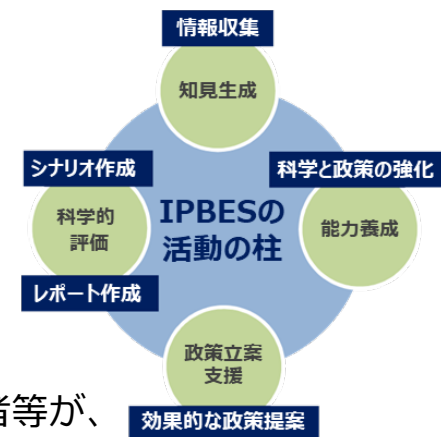 情報収集
知見生成
シナリオ作成
科学と政策の強化
科学的
評価
IPBESの
活動の柱
能力養成
レポート作成
政策立案
支援
者等が、
効果的な政策提案